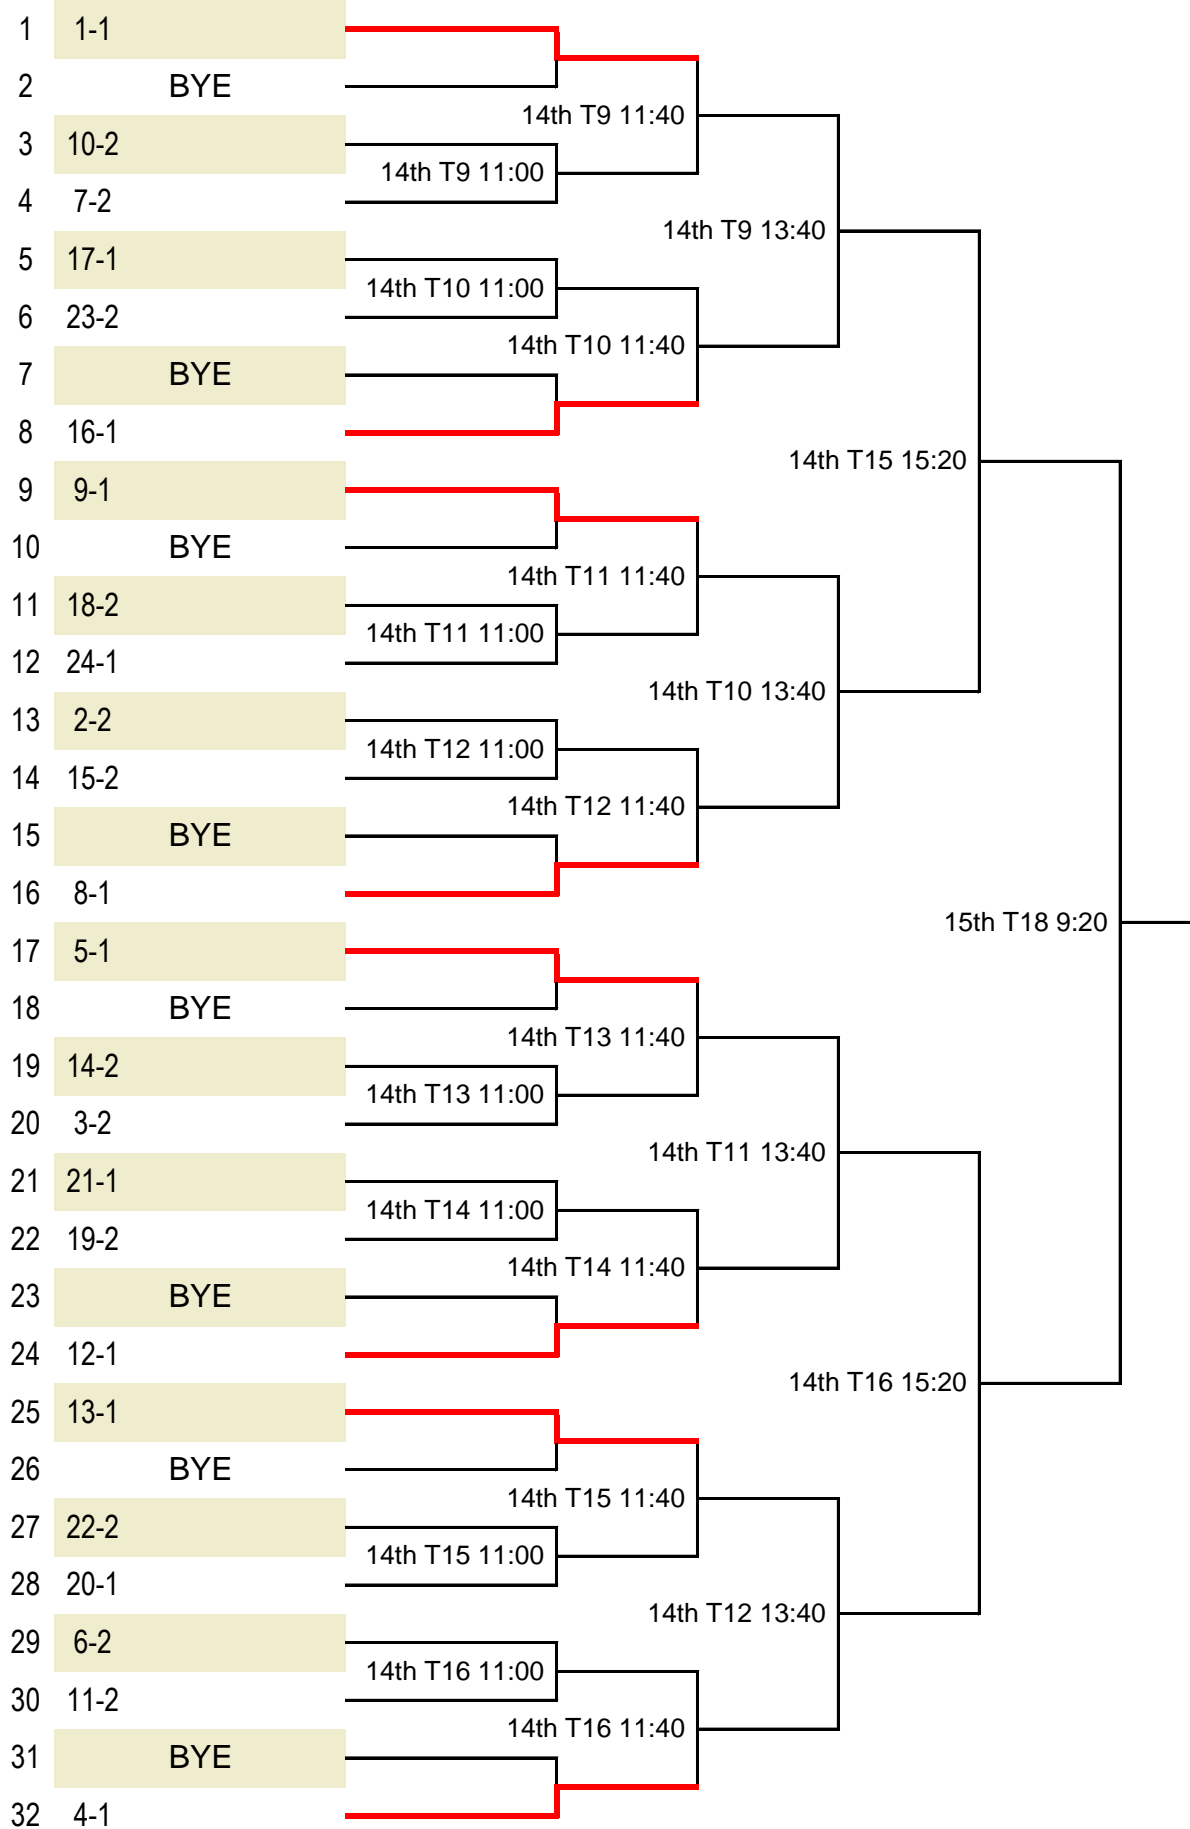 1 1-1
2 BYE
14th T9 11:40
3 10-2
14th T9 11:00
4 7-2
14th T9 13:40
5 17-1
14th T10 11:00
6 23-2
14th T10 11:40
7 BYE
8 16-1
14th T15 15:20
9 9-1
10 BYE
14th T11 11:40
11 18-2
14th T11 11:00
12 24-1
14th T10 13:40
13 2-2
14th T12 11:00
14 15-2
14th T12 11:40
15 BYE
16 8-1
15th T18 9:20
17 5-1
18 BYE
14th T13 11:40
19 14-2
14th T13 11:00
20 3-2
14th T11 13:40
21 21-1
14th T14 11:00
22 19-2
14th T14 11:40
23 BYE
24 12-1
14th T16 15:20
25 13-1
26 BYE
14th T15 11:40
27 22-2
14th T15 11:00
28 20-1
14th T12 13:40
29 6-2
14th T16 11:00
30 11-2
14th T16 11:40
31 BYE
32 4-1